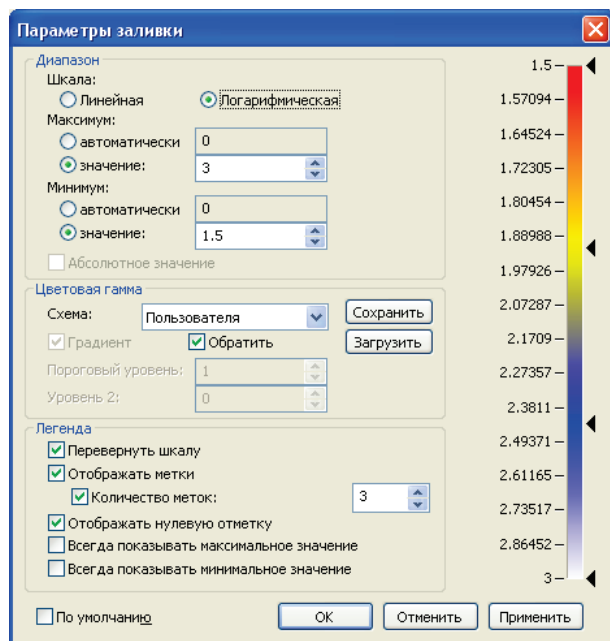 Параметры заливки
Диапазон
Шкала:
Линейная Логарифмическая
Максимум:
автоматически 0
значение: 3
Минимум:
автоматически 0
значение: 1.5
Абсолютное значение
Цветовая гамма
Схема: Пользователя Сохранить
Градиент Обратить Загрузить
Пороговый уровень: 1
Уровень 2: 0
Легенда
Перевернуть шкалу
Отображать метки
Количество меток: 3
Отображать нулевую отметку
Всегда показывать максимальное значение
Всегда показывать минимальное значение
1.5
1.57094
1.64524
1.72305
1.80454
1.88988
1.97926
2.07287
2.1709
2.27357
2.3811
2.49371
2.61165
2.73517
2.86452
3
По умолчанию OK Отменить Применить